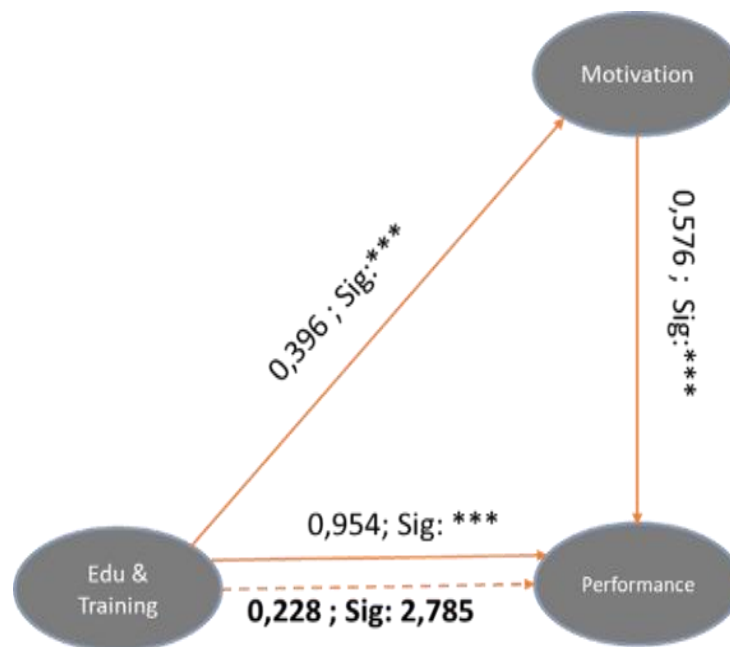 Motivation
0,396 ; Sig:***
0,576 ; Sig:***
0,954; Sig: ***
Edu &
Training
Performance
0,228 ; Sig: 2,785